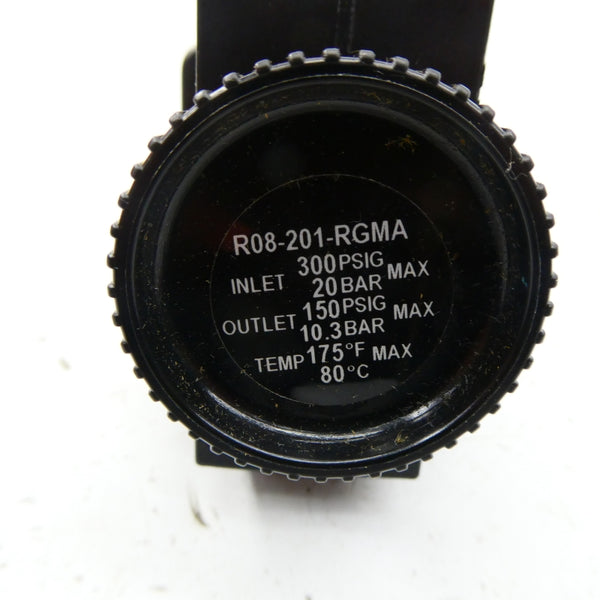 R08-201-RGMA
INLET 300PSIG MAX
20BAR
OUTLET 150PSIG MAX
10.3BAR
TEMP 175°F MAX
80°C